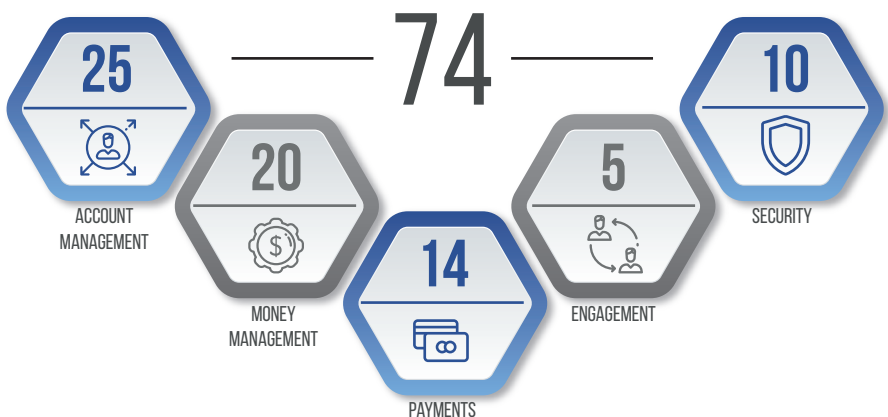 74
25
ACCOUNT
MANAGEMENT
20
$
MONEY
MANAGEMENT
14
PAYMENTS
5
ENGAGEMENT
10
SECURITY